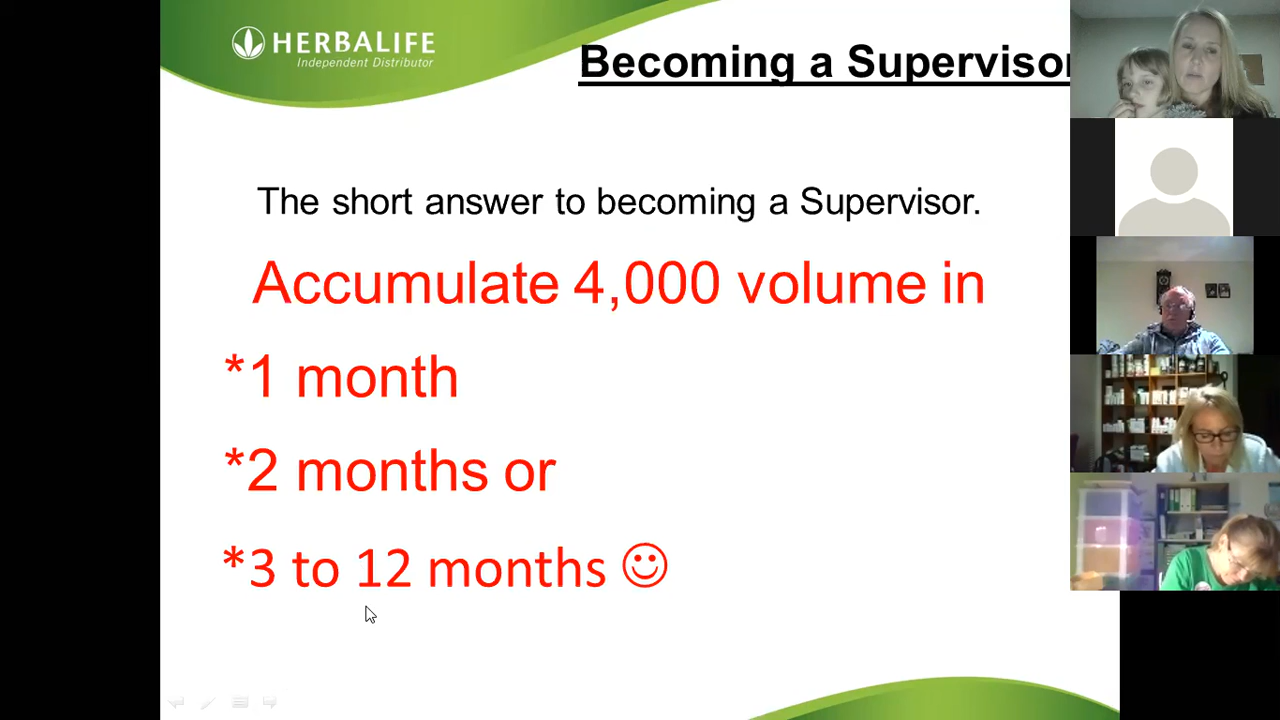 HERBALIFE
Independent Distributor
Becoming a Supervisor
The short answer to becoming a Supervisor.
Accumulate 4,000 volume in
*1 month
*2 months or
*3 to 12 months ☺